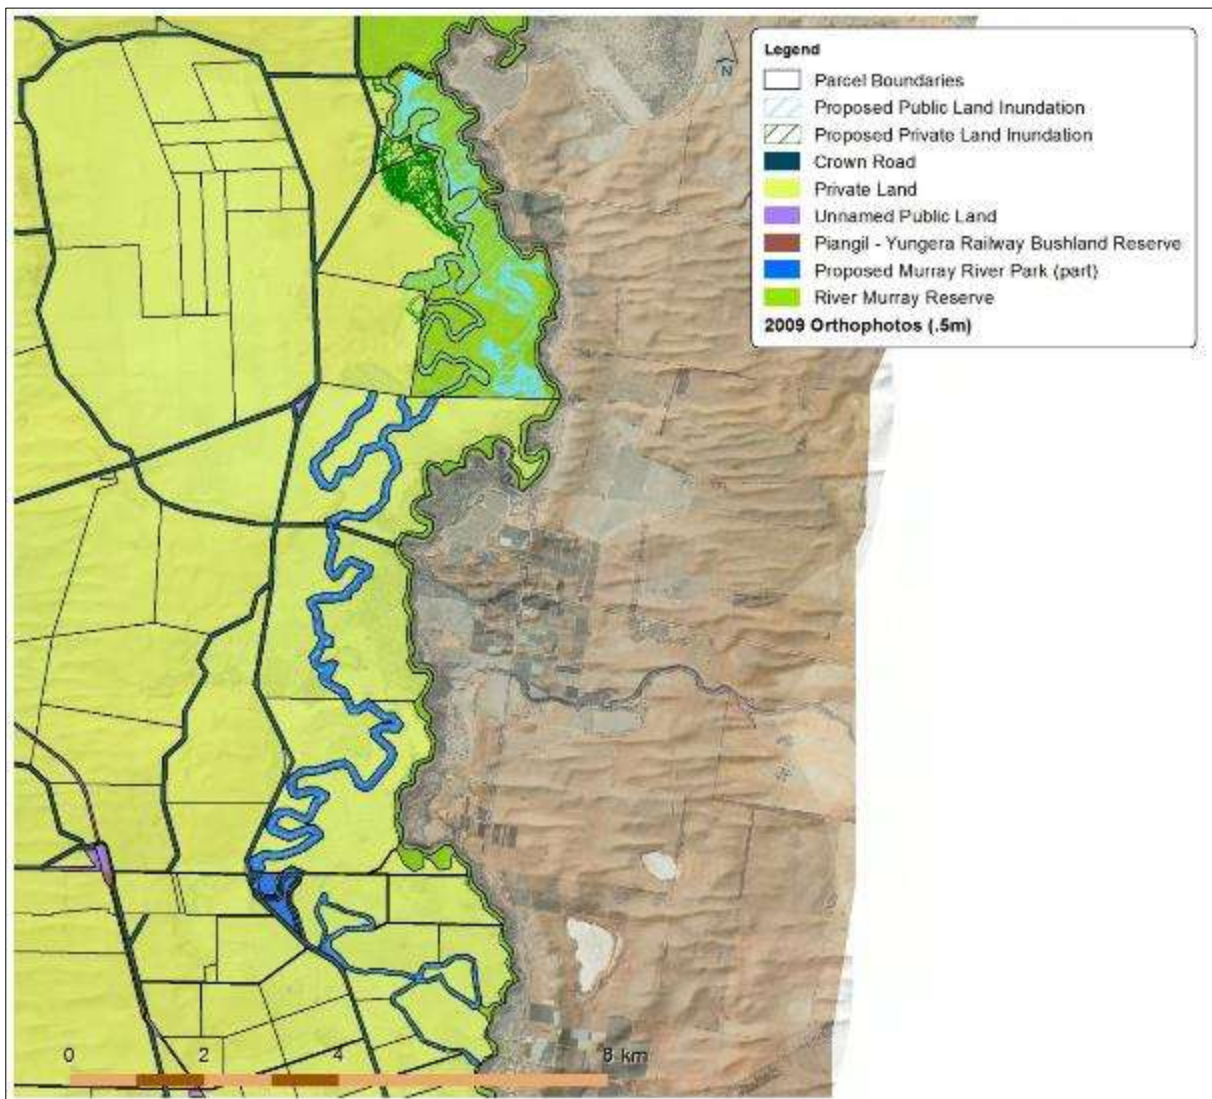 Legend
N
Parcel Boundaries
Proposed Public Land Inundation
Proposed Private Land Inundation
Crown Road
Private Land
Unnamed Public Land
Piangil - Yungera Railway Bushland Reserve
Proposed Murray River Park (part)
River Murray Reserve
2009 Orthophotos (.5m)
0 2 4 8 km